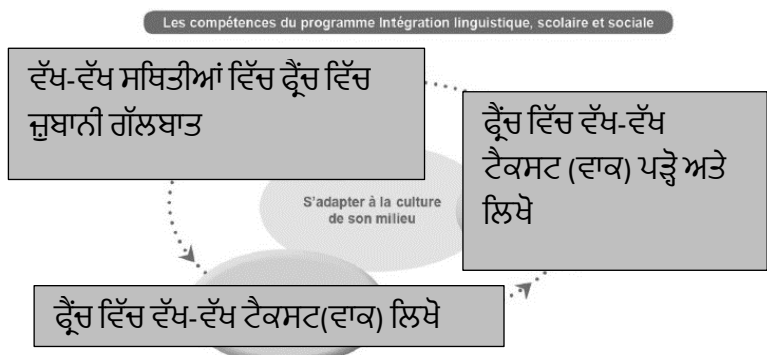 Les compétences du programme Intégration linguistique, scolaire et sociale
ਵੱਖ-ਵੱਖ ਸਥਿਤੀਆਂ ਵਿੱਚ ਫ੍ਰੈਂਚ ਵਿੱਚ
ਜ਼ੁਬਾਨੀ ਗੱਲਬਾਤ
ਫ੍ਰੈਂਚ ਵਿੱਚ ਵੱਖ-ਵੱਖ
ਟੈਕਸਟ (ਵਾਕ) ਪੜ੍ਹੋ ਅਤੇ
ਲਿਖੋ
S'adapter à la culture
de son milieu
ਫ੍ਰੈਂਚ ਵਿੱਚ ਵੱਖ-ਵੱਖ ਟੈਕਸਟ(ਵਾਕ) ਲਿਖੋ